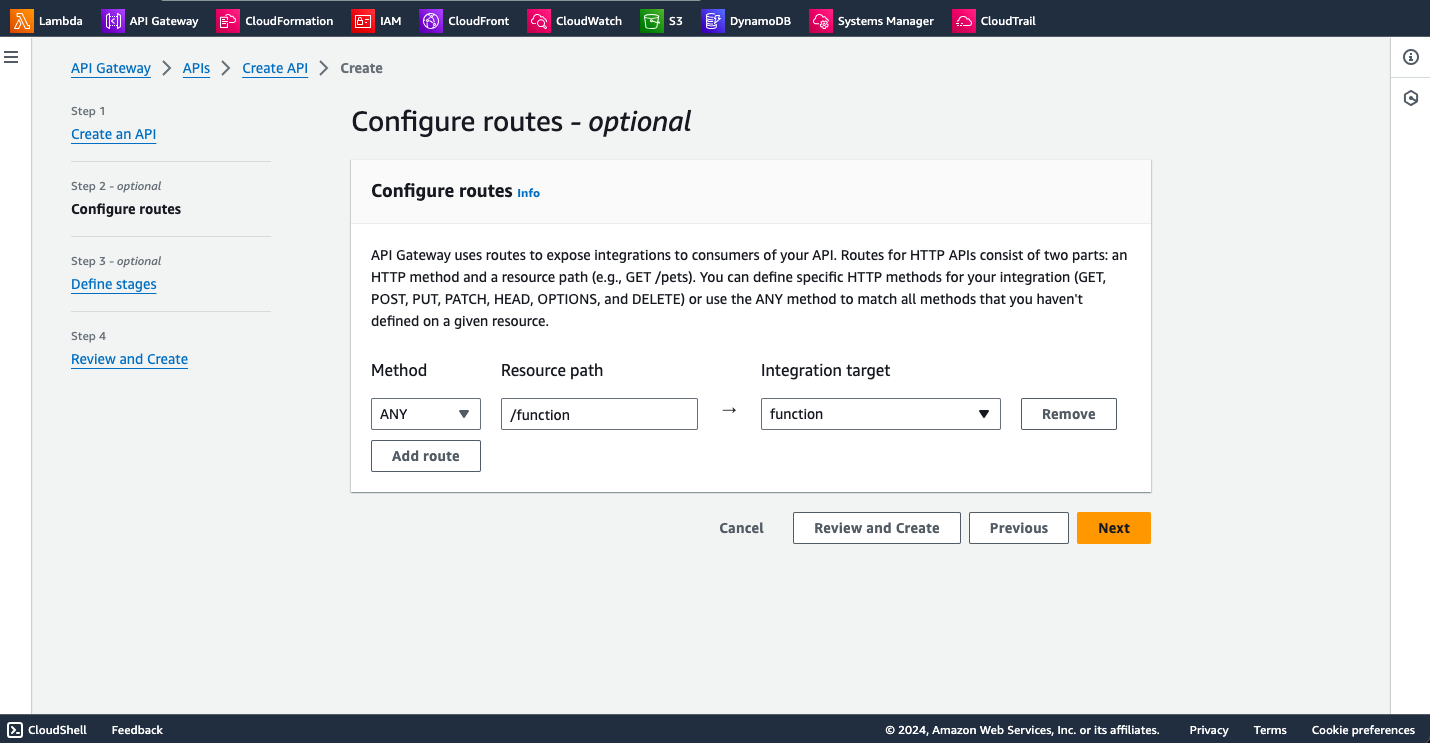 Lambda API Gateway CloudFormation IAM CloudFront CloudWatch S3 DynamoDB Systems Manager CloudTrail
API Gateway > APIs > Create API > Create
Step 1
Create an API
Step 2 - optional
Configure routes
Step 3 - optional
Define stages
Step 4
Review and Create
Configure routes - optional
Configure routes Info
API Gateway uses routes to expose integrations to consumers of your API. Routes for HTTP APIs consist of two parts: an
HTTP method and a resource path (e.g., GET /pets). You can define specific HTTP methods for your integration (GET,
POST, PUT, PATCH, HEAD, OPTIONS, and DELETE) or use the ANY method to match all methods that you haven't
defined on a given resource.
Method Resource path Integration target
ANY /function → function Remove
Add route
Cancel Review and Create Previous Next
CloudShell Feedback © 2024, Amazon Web Services, Inc. or its affiliates. Privacy Terms Cookie preferences